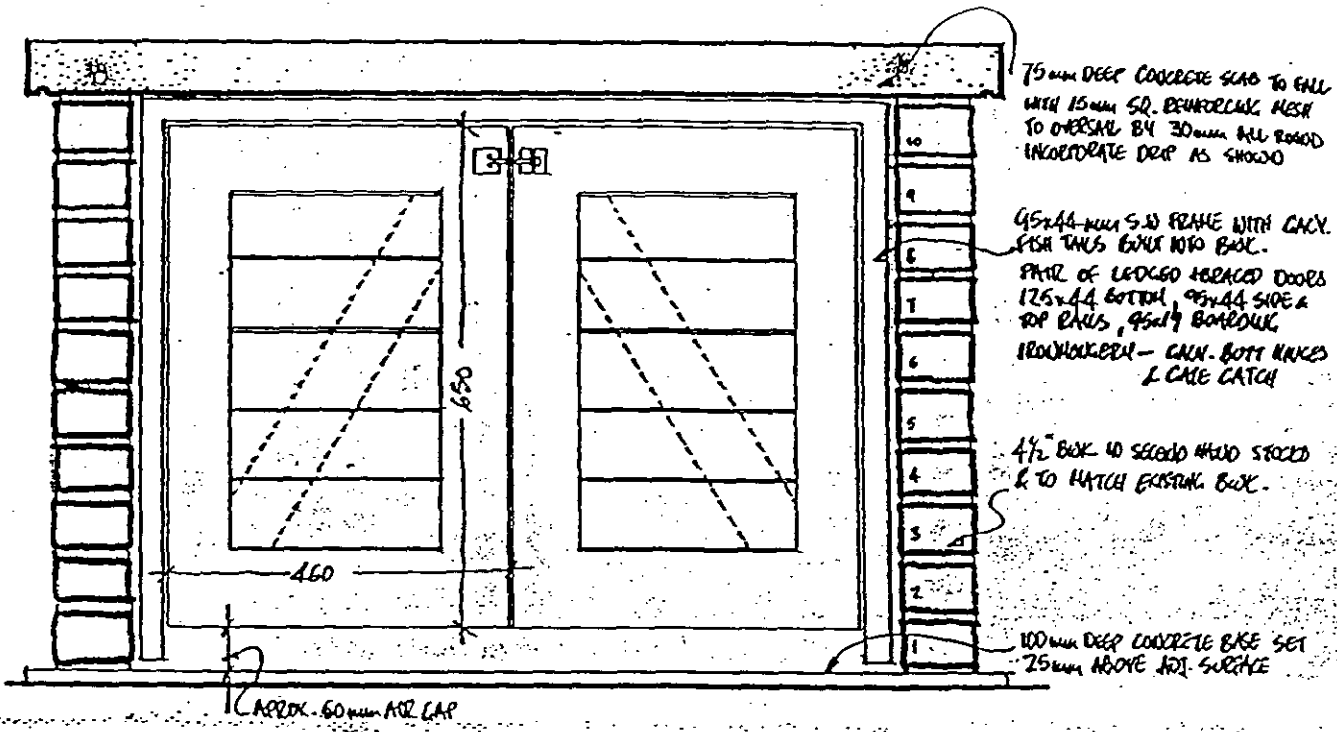 75mm DEEP CONCRETE SLAB TO FALL
WITH 15mm SQ. REINFORCING MESH
TO OVERSAIL BY 30mm ALL ROUND
INCORPORATE DRIP AS SHOWN
95x44mm S.W FRAME WITH GALV.
FISH TAILS BUILT INTO BWK.
PAIR OF LEDGED & BRACED DOORS
125x44 BOTTOM, 95x44 SIDE &
TOP RAILS, BOARDING
IRONMONGERY - GALV. BUTT HINGES
& GATE CATCH
4½" BWK IN SECOND HAND STOCKS
& TO MATCH EXISTING BWK.
100mm DEEP CONCRETE BASE SET
25mm ABOVE ADJ. SURFACE
10
9
8
7
6
5
4
3
2
1
650
460
APPROX. 60mm AIR GAP